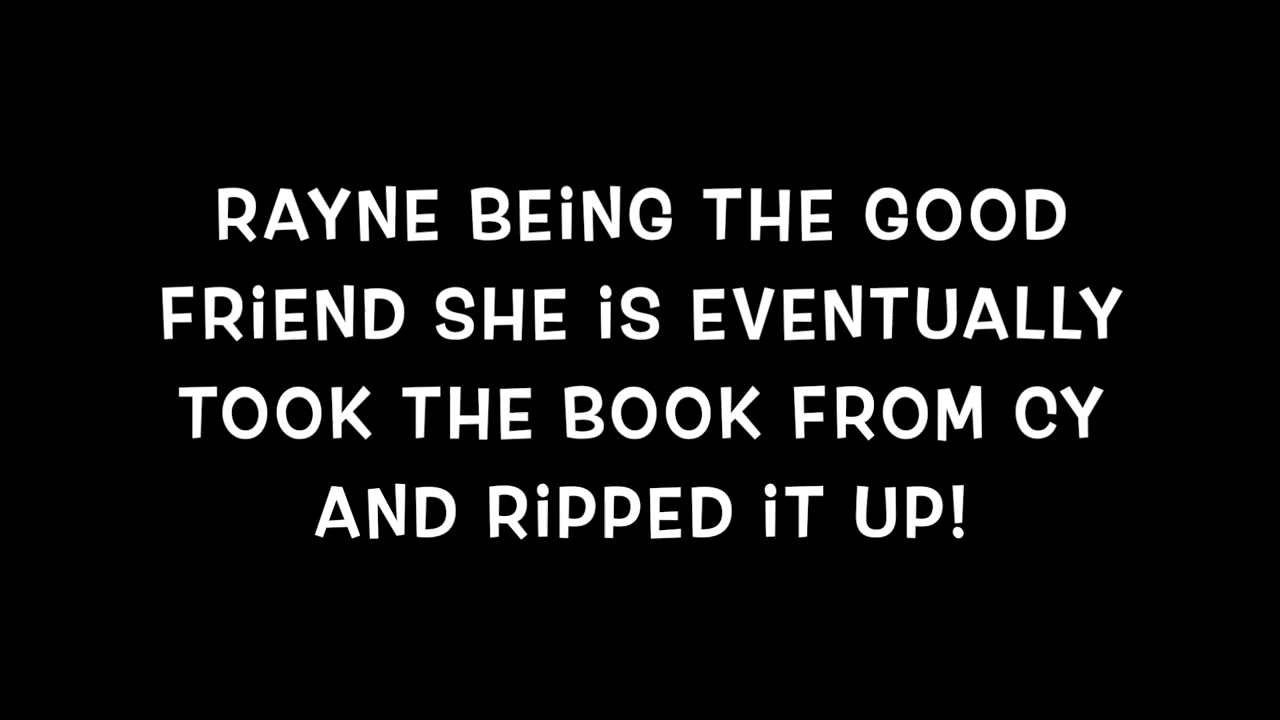 RAYNE BEiNG THE GOOD
FRiEND SHE iS EVENTUALLY
TOOK THE BOOK FROM CY
AND RiPPED iT UP!